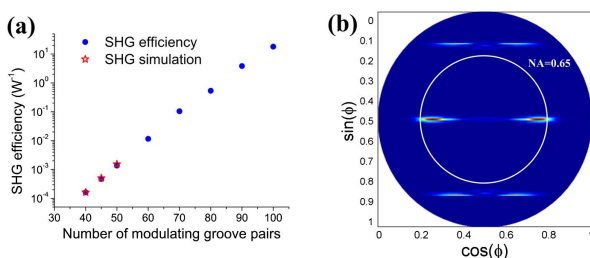 (a)
SHG efficiency
SHG simulation
SHG efficiency (W⁻¹)
10¹
10⁰
10⁻¹
10⁻²
10⁻³
10⁻⁴
30 40 50 60 70 80 90 100
Number of modulating groove pairs
(b)
NA=0.65
sin(ϕ)
0
0.1
0.2
0.3
0.4
0.5
0.6
0.7
0.8
0.9
1
0 0.2 0.4 0.6 0.8 1
cos(ϕ)